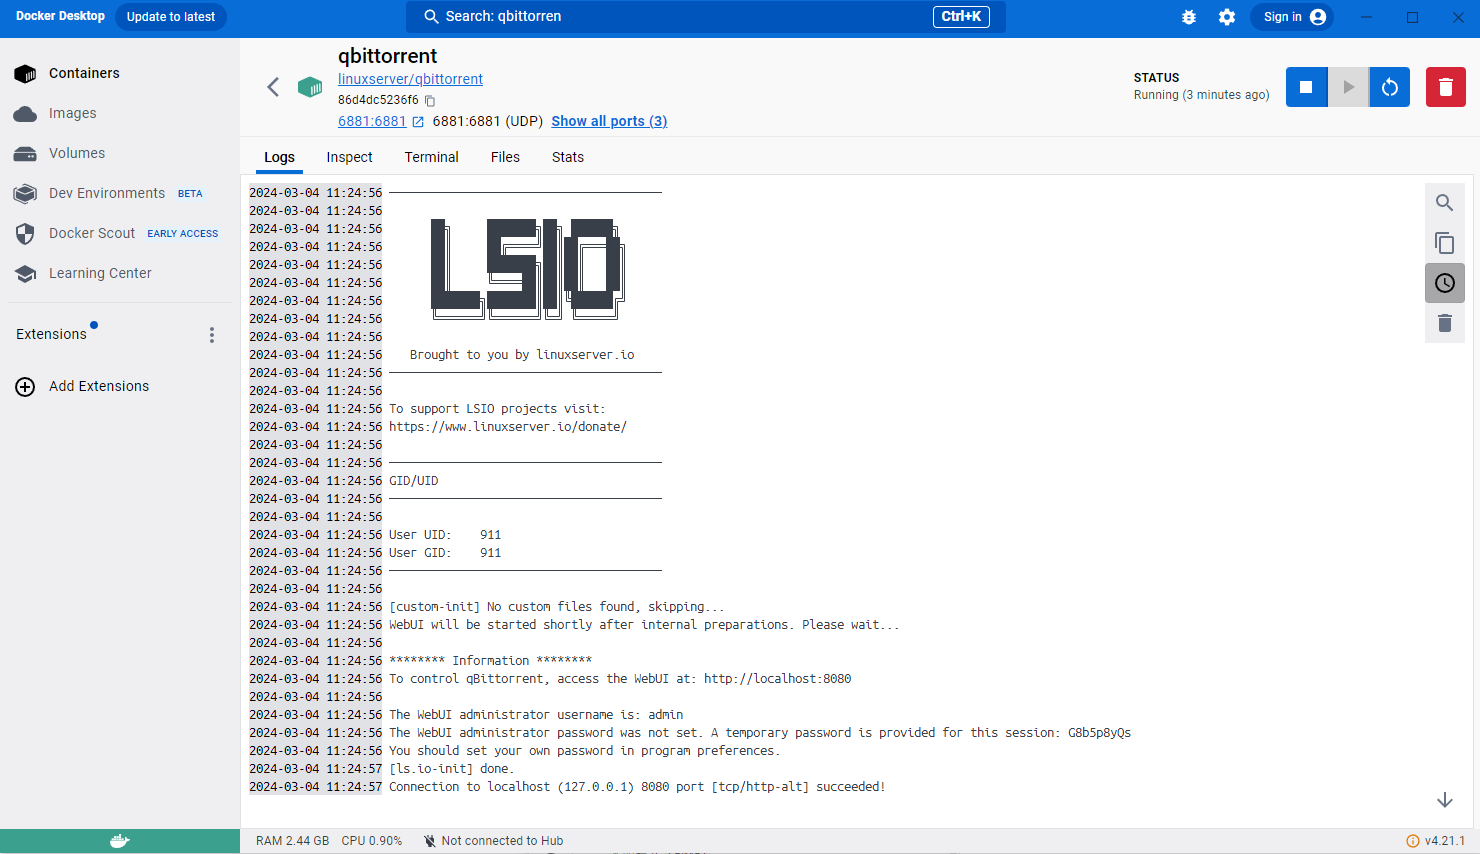 Docker Desktop
Update to latest
Search: qbittorren
Ctrl+K
Sign in
Containers
Images
Volumes
Dev Environments BETA
Docker Scout EARLY ACCESS
Learning Center
Extensions
Add Extensions
qbittorrent
linuxserver/qbittorrent
86d4dc5236f6
6881:6881 6881:6881 (UDP) Show all ports (3)
STATUS
Running (3 minutes ago)
Logs Inspect Terminal Files Stats
2024-03-04 11:24:56
2024-03-04 11:24:56
2024-03-04 11:24:56
2024-03-04 11:24:56
2024-03-04 11:24:56
LSIO
2024-03-04 11:24:56
2024-03-04 11:24:56
2024-03-04 11:24:56
2024-03-04 11:24:56
2024-03-04 11:24:56 Brought to you by linuxserver.io
2024-03-04 11:24:56
2024-03-04 11:24:56
2024-03-04 11:24:56 To support LSIO projects visit:
2024-03-04 11:24:56 https://www.linuxserver.io/donate/
2024-03-04 11:24:56
2024-03-04 11:24:56
2024-03-04 11:24:56 GID/UID
2024-03-04 11:24:56
2024-03-04 11:24:56
2024-03-04 11:24:56 User UID: 911
2024-03-04 11:24:56 User GID: 911
2024-03-04 11:24:56
2024-03-04 11:24:56
2024-03-04 11:24:56 [custom-init] No custom files found, skipping...
2024-03-04 11:24:56 WebUI will be started shortly after internal preparations. Please wait...
2024-03-04 11:24:56
2024-03-04 11:24:56 ******** Information ********
2024-03-04 11:24:56 To control qBittorrent, access the WebUI at: http://localhost:8080
2024-03-04 11:24:56
2024-03-04 11:24:56 The WebUI administrator username is: admin
2024-03-04 11:24:56 The WebUI administrator password was not set. A temporary password is provided for this session: G8b5p8yQs
2024-03-04 11:24:56 You should set your own password in program preferences.
2024-03-04 11:24:57 [ls.io-init] done.
2024-03-04 11:24:57 Connection to localhost (127.0.0.1) 8080 port [tcp/http-alt] succeeded!
RAM 2.44 GB CPU 0.90% Not connected to Hub
v4.21.1